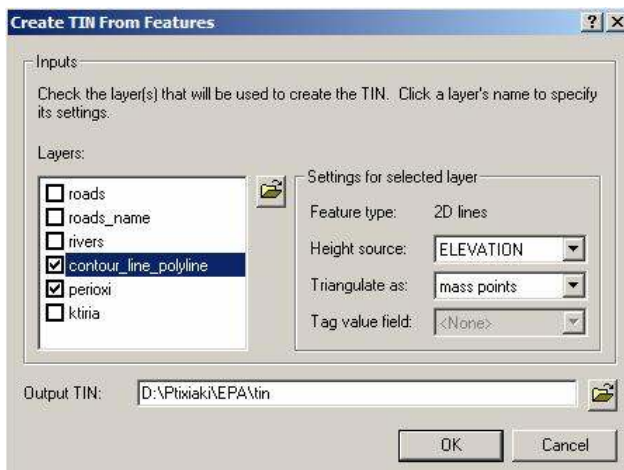 Create TIN From Features
Inputs
Check the layer(s) that will be used to create the TIN. Click a layer's name to specify
its settings.
Layers:
roads
roads_name
rivers
contour_line_polyline
perioxi
ktiria
Settings for selected layer
Feature type: 2D lines
Height source: ELEVATION
Triangulate as: mass points
Tag value field: <None>
Output TIN: D:\Ptixiaki\EPA\tin
OK Cancel